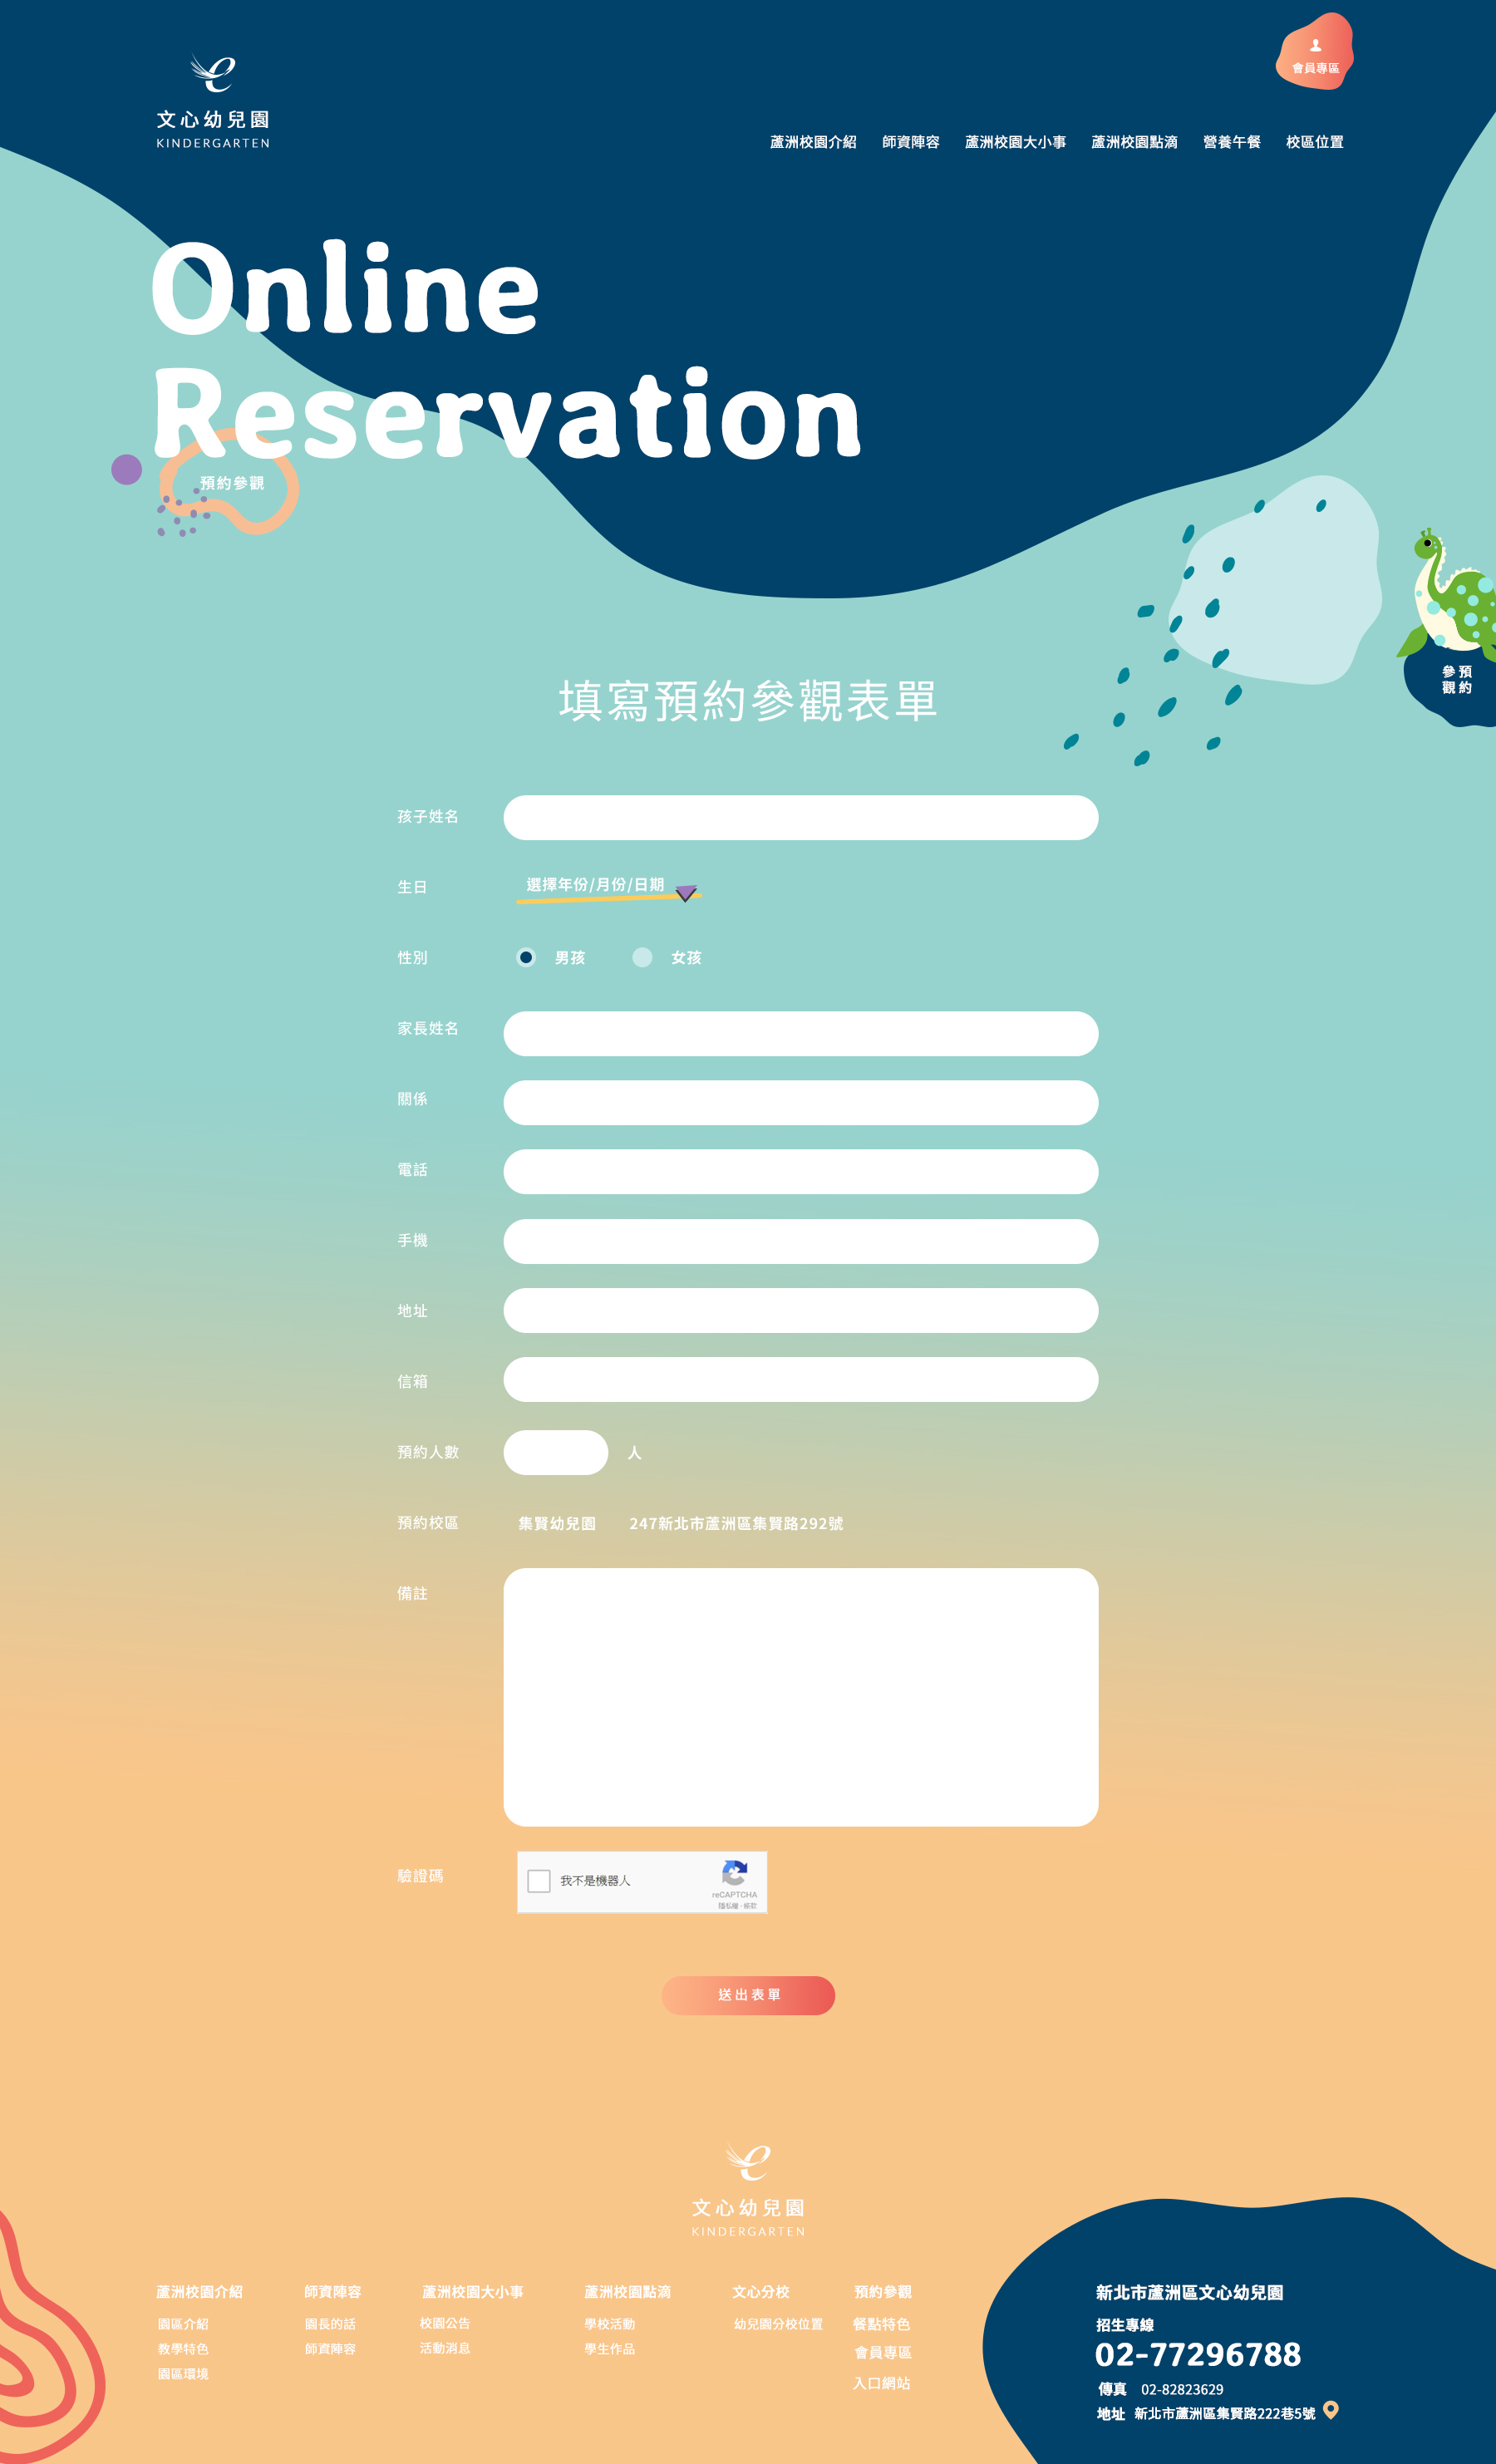 會員專區
文心幼兒園
KINDERGARTEN
蘆洲校園介紹 師資陣容 蘆洲校園大小事 蘆洲校園點滴 營養午餐 校區位置
Online
Reservation
預約參觀
預約
參觀
填寫預約參觀表單
孩子姓名
生日 選擇年份/月份/日期
性別 男孩 女孩
家長姓名
關係
電話
手機
地址
信箱
預約人數 人
預約校區 集賢幼兒園 247新北市蘆洲區集賢路292號
備註
驗證碼 我不是機器人
reCAPTCHA
隱私權 - 條款
送出表單
文心幼兒園
KINDERGARTEN
蘆洲校園介紹
園區介紹
教學特色
園區環境
師資陣容
園長的話
師資陣容
蘆洲校園大小事
校園公告
活動消息
蘆洲校園點滴
學校活動
學生作品
文心分校
幼兒園分校位置
預約參觀
餐點特色
會員專區
入口網站
新北市蘆洲區文心幼兒園
招生專線
02-77296788
傳真 02-82823629
地址 新北市蘆洲區集賢路222巷5號